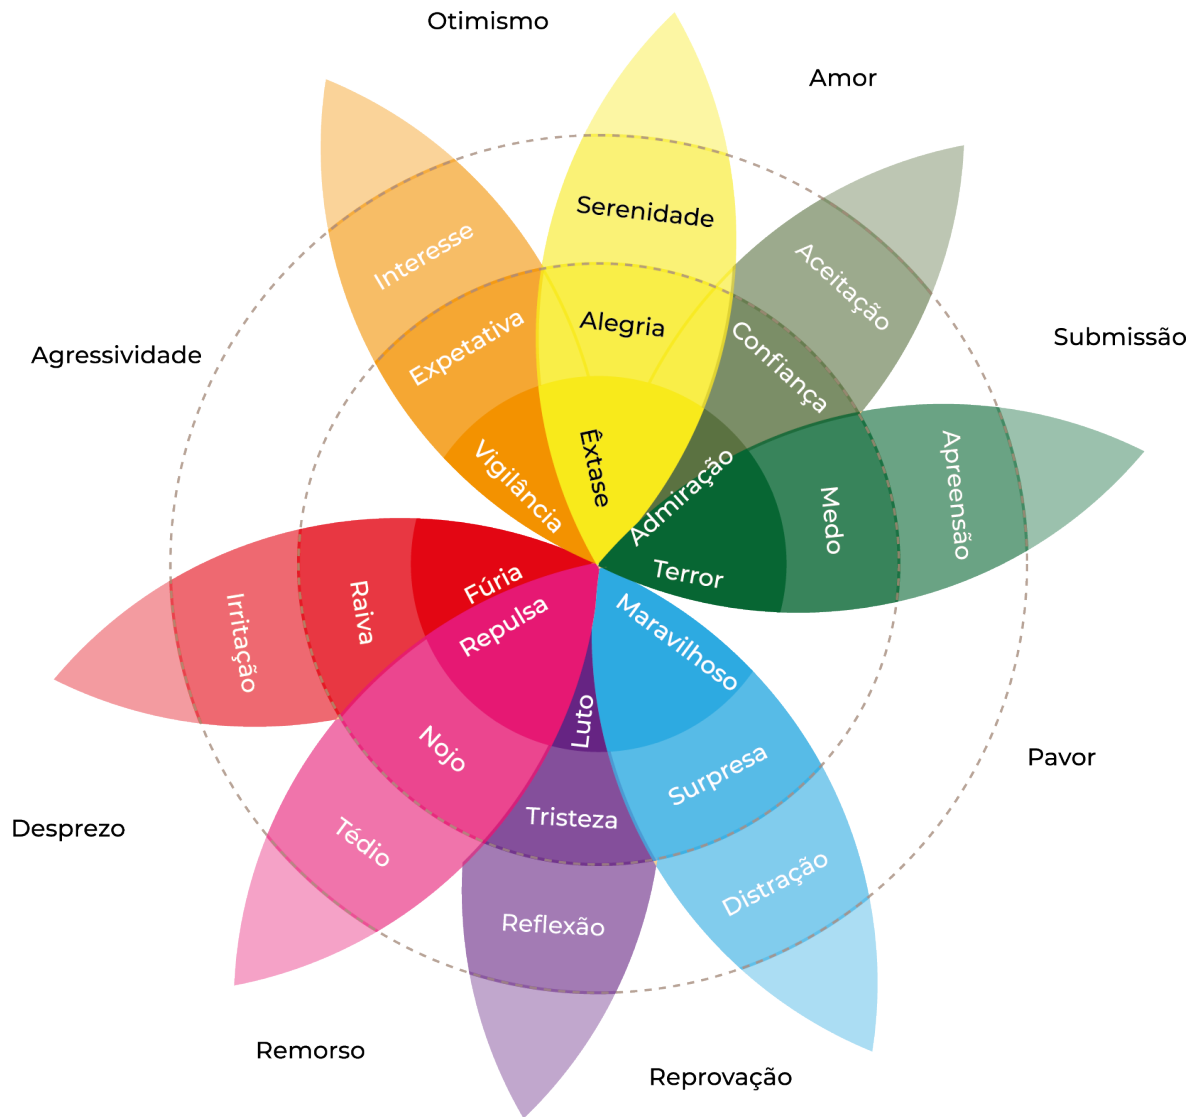 Otimismo
Amor
Serenidade
Interesse
Aceitação
Alegria
Expetativa
Confiança
Submissão
Agressividade
Êxtase
Vigilância
Admiração
Medo
Apreensão
Terror
Fúria
Raiva
Irritação
Repulsa
Maravilhoso
Luto
Nojo
Surpresa
Pavor
Tristeza
Desprezo
Tédio
Distração
Reflexão
Remorso
Reprovação